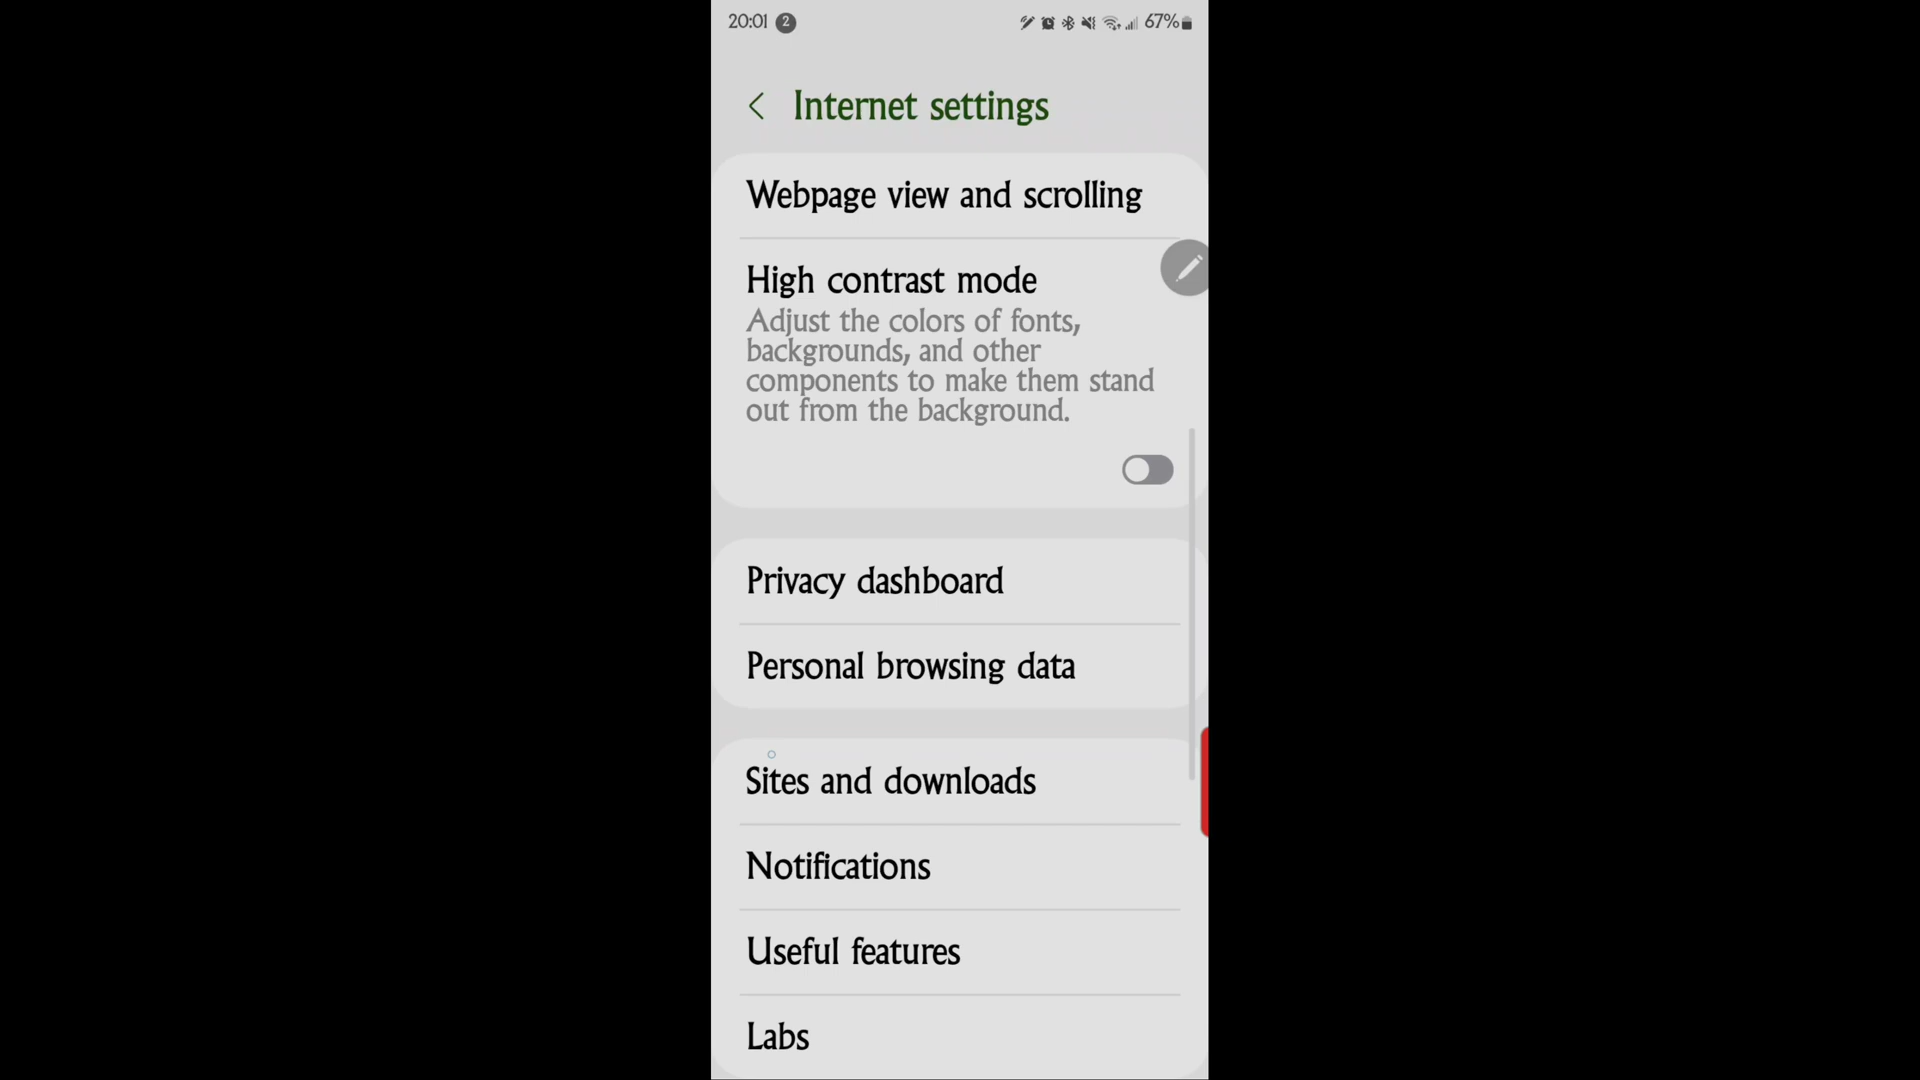 20:01 2 67%
Internet settings
Webpage view and scrolling
High contrast mode
Adjust the colors of fonts,
backgrounds, and other
components to make them stand
out from the background.
Privacy dashboard
Personal browsing data
Sites and downloads
Notifications
Useful features
Labs